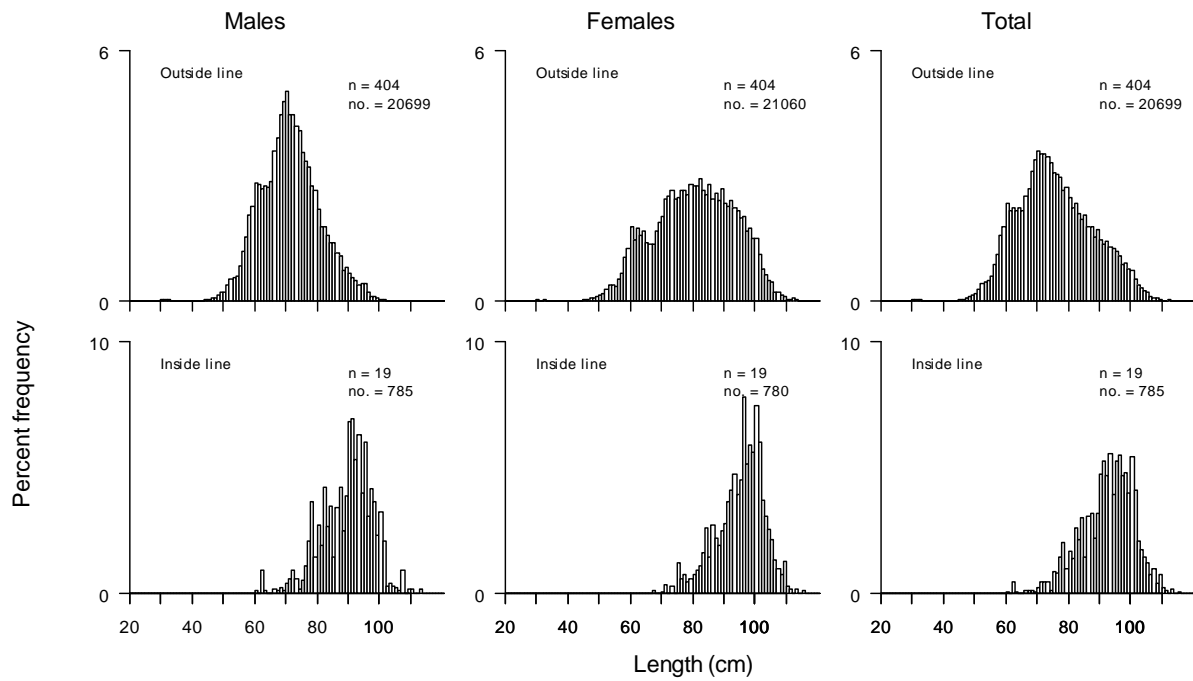 Males Females Total
6 6 6
Outside line Outside line Outside line
n = 404 n = 404 n = 404
no. = 20699 no. = 21060 no. = 20699
0 0 0
10 10 10
Inside line Inside line Inside line
n = 19 n = 19 n = 19
no. = 785 no. = 780 no. = 785
Percent frequency
0 0 0
20 40 60 80 100 20 40 60 80 100 20 40 60 80 100
Length (cm)